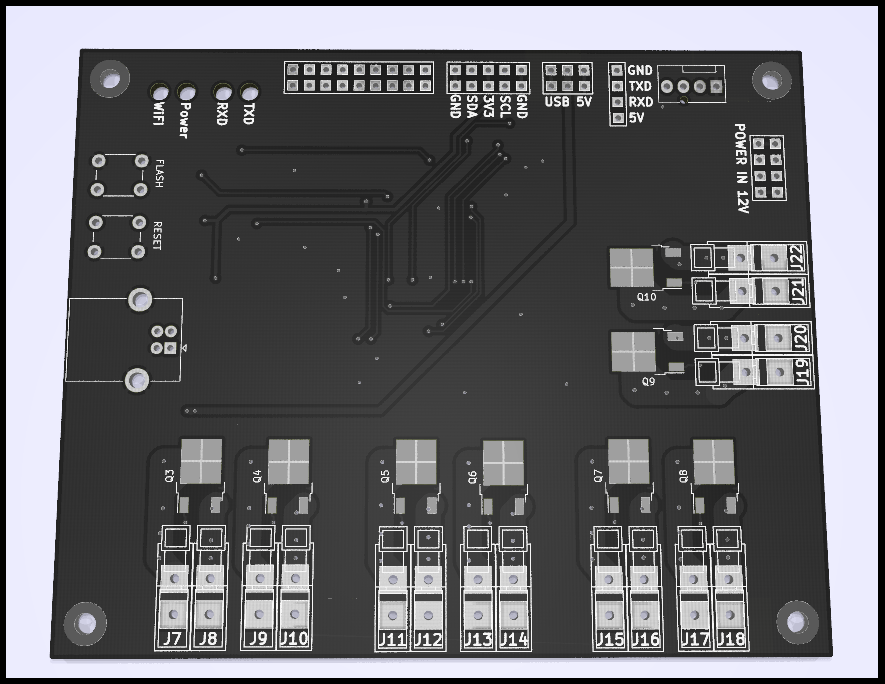 WiFi
Power
RXD
TXD
GND
SDA
3V3
SCL
GND
USB 5V
GND
TXD
RXD
5V
POWER IN 12V
FLASH
RESET
J22
Q10
J21
J20
Q9
J19
Q3
Q4
Q5
Q6
Q7
Q8
J7
J8
J9
J10
J11
J12
J13
J14
J15
J16
J17
J18